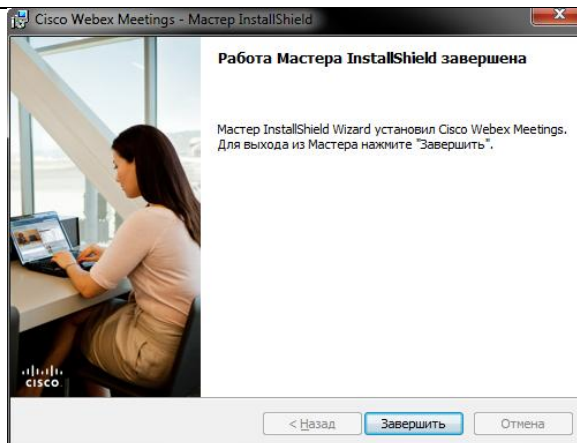 Cisco Webex Meetings - Мастер InstallShield
Работа Мастера InstallShield завершена
Мастер InstallShield Wizard установил Cisco Webex Meetings.
Для выхода из Мастера нажмите "Завершить".
CISCO
< Назад
Завершить
Отмена